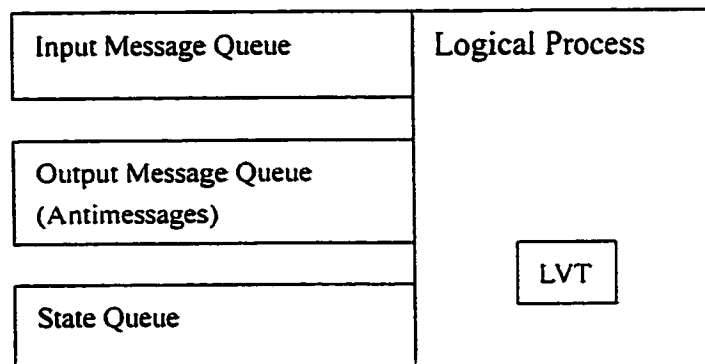 Input Message Queue
Logical Process
Output Message Queue
(Antimessages)
LVT
State Queue